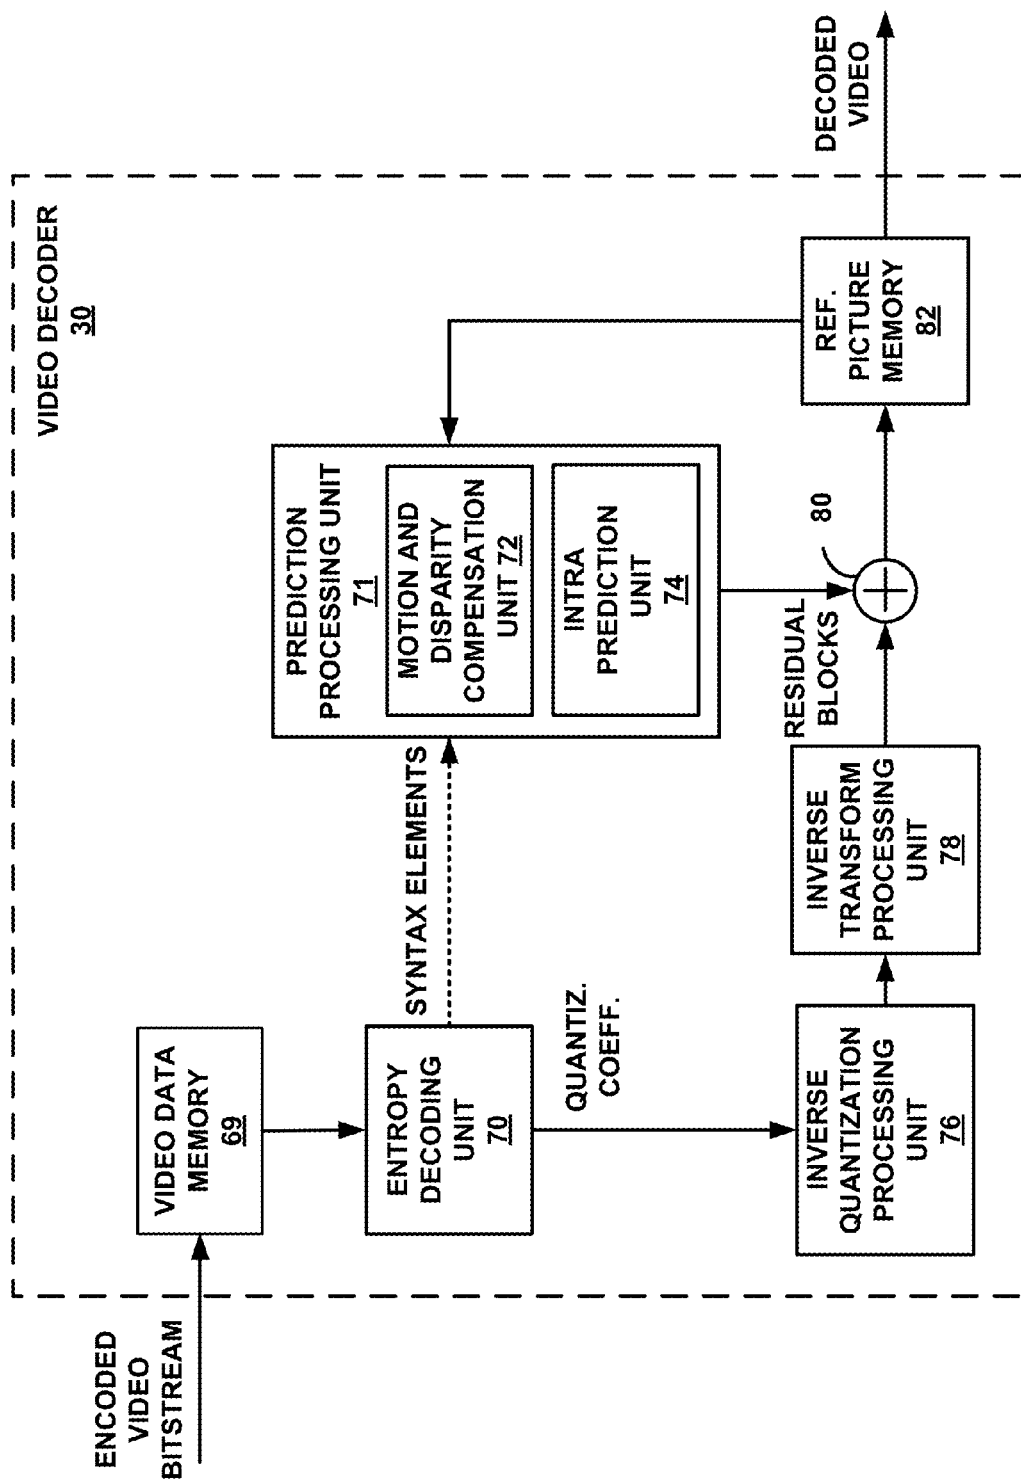 VIDEO DECODER
30
ENCODED
VIDEO
BITSTREAM
VIDEO DATA
MEMORY
69
ENTROPY
DECODING
UNIT
70
SYNTAX ELEMENTS
QUANTIZ.
COEFF.
PREDICTION
PROCESSING UNIT
71
MOTION AND
DISPARITY
COMPENSATION
UNIT 72
INTRA
PREDICTION
UNIT
74
INVERSE
QUANTIZATION
PROCESSING
UNIT
76
INVERSE
TRANSFORM
PROCESSING
UNIT
78
RESIDUAL
BLOCKS
80
REF.
PICTURE
MEMORY
82
DECODED
VIDEO